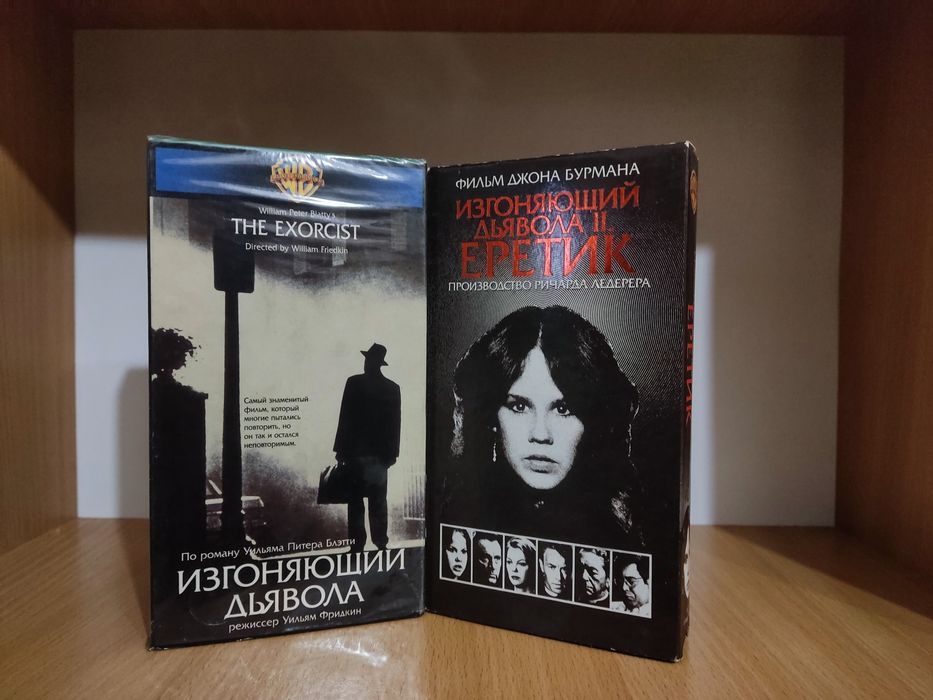 William Peter Blatty's
THE EXORCIST
Directed by William Friedkin
Самый знаменитый
фильм, который
многие пытались
повторить, но
он так и остался
неповторимым.
По роману Уильяма Питера Блэтти
ИЗГОНЯЮЩИЙ
ДЬЯВОЛА
режиссер Уильям Фридкин
ФИЛЬМ ДЖОНА БУРМАНА
ИЗГОНЯЮЩИЙ
ДЬЯВОЛА II.
ЕРЕТИК
ПРОИЗВОДСТВО РИЧАРДА ЛЕДЕРЕРА
ЕРЕТИК